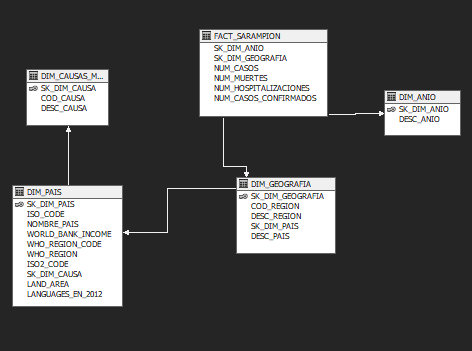 FACT_SARAMPION
SK_DIM_ANIO
SK_DIM_GEOGRAFIA
NUM_CASOS
NUM_MUERTES
NUM_HOSPITALIZACIONES
NUM_CASOS_CONFIRMADOS
DIM_CAUSAS_M...
SK_DIM_CAUSA
COD_CAUSA
DESC_CAUSA
DIM_ANIO
SK_DIM_ANIO
DESC_ANIO
DIM_PAIS
SK_DIM_PAIS
ISO_CODE
NOMBRE_PAIS
WORLD_BANK_INCOME
WHO_REGION_CODE
WHO_REGION
ISO2_CODE
SK_DIM_CAUSA
LAND_AREA
LANGUAGES_EN_2012
DIM_GEOGRAFIA
SK_DIM_GEOGRAFIA
COD_REGION
DESC_REGION
SK_DIM_PAIS
DESC_PAIS